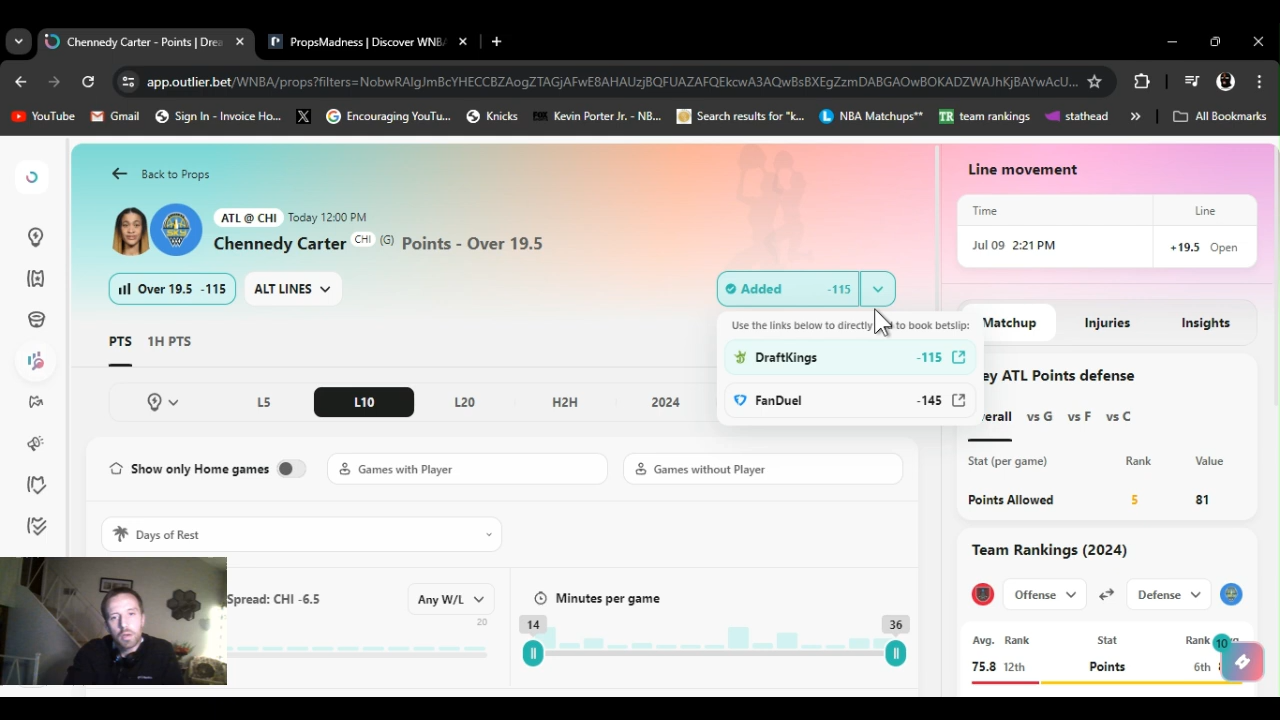 Chennedy Carter - Points | Drea
PropsMadness | Discover WNB
app.outlier.bet/WNBA/props?filters=NobwRAlgJmBcYHECCBZAogZTAGjAFwE8AHAUzjBQFUAZAFQEkcwA3AQwBsBXEgZzmDABGAOwBOKADZWAJhKjBAYwAcU...
YouTube
Gmail
Sign In - Invoice Ho...
Encouraging YouTu...
Knicks
Kevin Porter Jr. - NB...
Search results for "k...
NBA Matchups**
TR team rankings
stathead
All Bookmarks
Back to Props
ATL @ CHI Today 12:00 PM
Chennedy Carter CHI (G) Points - Over 19.5
Over 19.5 -115
ALT LINES
Added -115
Use the links below to directly to book betslip:
DraftKings -115
FanDuel -145
PTS 1H PTS
L5 L10 L20 H2H 2024
Show only Home games
Games with Player
Games without Player
Days of Rest
Spread: CHI -6.5
Any W/L
20
Minutes per game
14 36
Line movement
Time Line
Jul 09 2:21 PM +19.5 Open
Matchup Injuries Insights
ey ATL Points defense
erall vs G vs F vs C
Stat (per game) Rank Value
Points Allowed 5 81
Team Rankings (2024)
Offense Defense
Avg. Rank Stat Rank
75.8 12th Points 6th
10